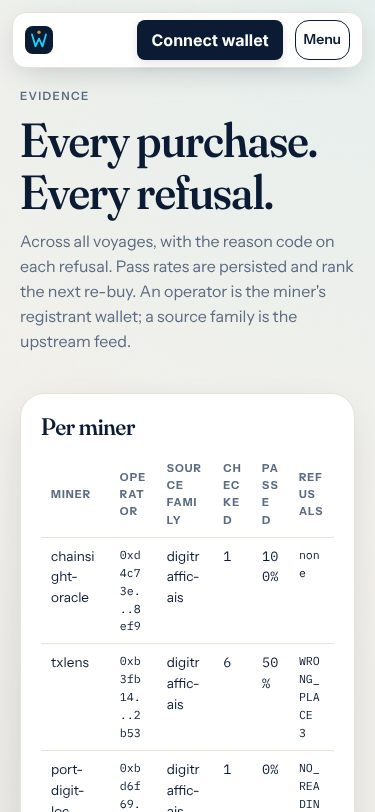 W
Connect wallet
Menu
EVIDENCE
Every purchase.
Every refusal.
Across all voyages, with the reason code on
each refusal. Pass rates are persisted and rank
the next re-buy. An operator is the miner's
registrant wallet; a source family is the
upstream feed.
Per miner
MINER
OPE
RAT
OR
SOUR
CE
FAMI
LY
CH
EC
KE
D
PA
SS
E
D
REF
US
ALS
chainsi
ght-
oracle
0xd
4c7
3e.
..8
ef9
digitr
affic-
ais
1
10
0%
non
e
txlens
0xb
3fb
14.
..2
b53
digitr
affic-
ais
6
50
%
WRO
NG_
PLA
CE
3
port-
digit-
loc
0xb
d6f
69.
digitr
affic-
ais
1
0%
NO_
REA
DIN